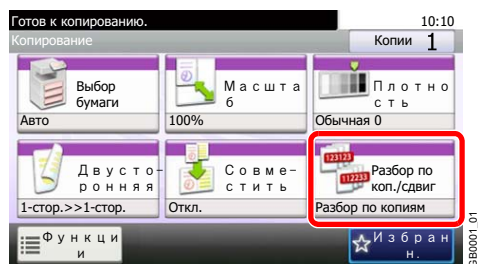 Готов к копированию.
10:10
Копирование
Копии 1
Выбор
бумаги
Авто
Масшта
б
100%
Плотно
сть
Обычная 0
Двусто-
ронняя
1-стор.>>1-стор.
Совме-
стить
Откл.
123123
112233
Разбор по
коп./сдвиг
Разбор по копиям
Функци
и
Избран
н.
GB0001_01